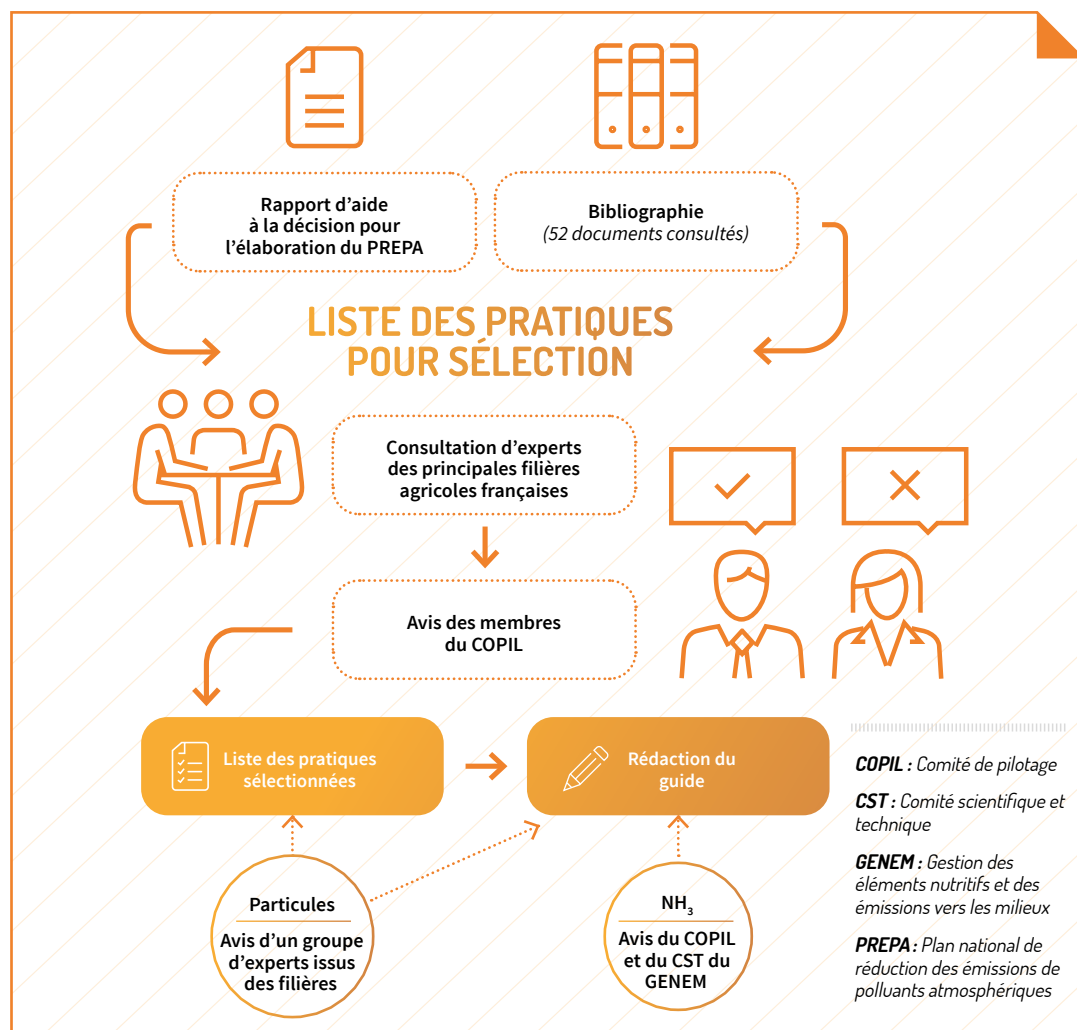 Rapport d’aide
à la décision pour
l’élaboration du PREPA
Bibliographie
(52 documents consultés)
LISTE DES PRATIQUES
POUR SÉLECTION
Consultation d’experts
des principales filières
agricoles françaises
Avis des membres
du COPIL
Liste des pratiques
sélectionnées
Rédaction du
guide
Particules
Avis d’un groupe
d’experts issus
des filières
NH₃
Avis du COPIL
et du CST du
GENEM
COPIL : Comité de pilotage
CST : Comité scientifique et
technique
GENEM : Gestion des
éléments nutritifs et des
émissions vers les milieux
PREPA : Plan national de
réduction des émissions de
polluants atmosphériques